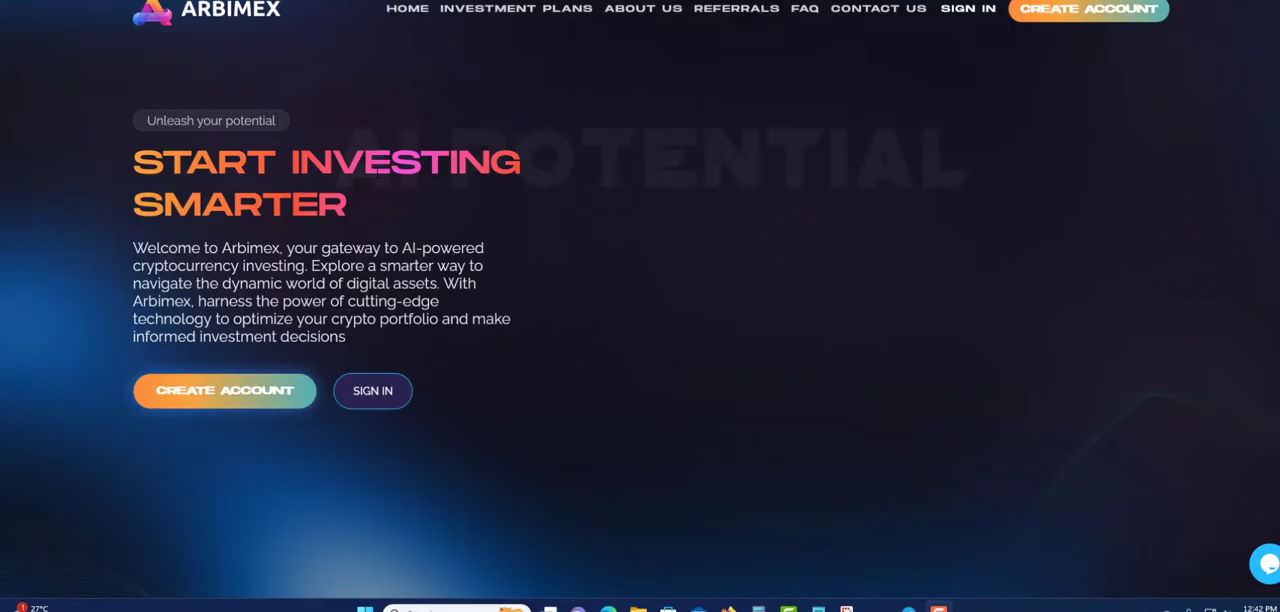 ARBIMEX
HOME INVESTMENT PLANS ABOUT US REFERRALS FAQ CONTACT US SIGN IN CREATE ACCOUNT
Unleash your potential
AI POTENTIAL
START INVESTING
SMARTER
Welcome to Arbimex, your gateway to AI-powered
cryptocurrency investing. Explore a smarter way to
navigate the dynamic world of digital assets. With
Arbimex, harness the power of cutting-edge
technology to optimize your crypto portfolio and make
informed investment decisions
CREATE ACCOUNT SIGN IN
1 27°C
12:42 PM